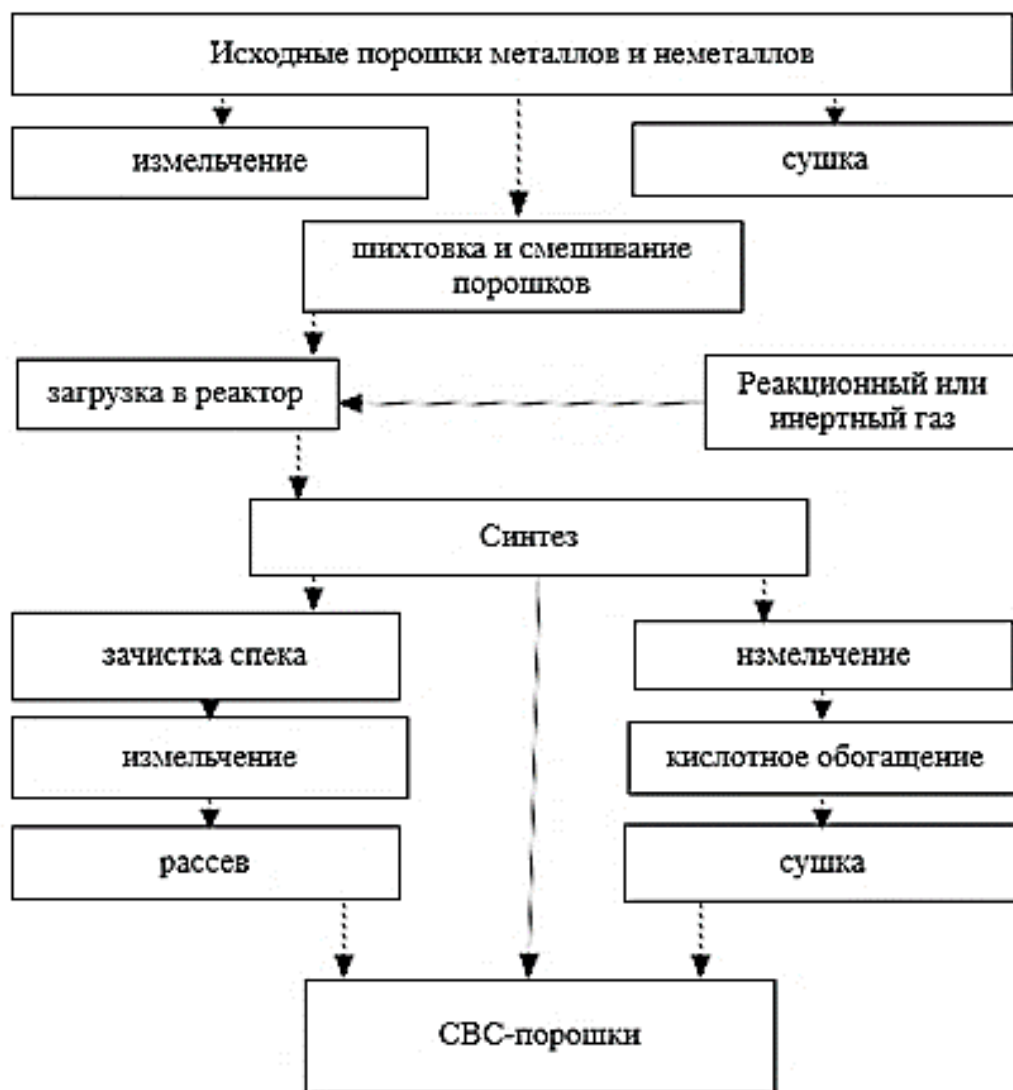 Исходные порошки металлов и неметаллов
измельчение
сушка
шихтовка и смешивание
порошков
загрузка в реактор
Реакционный или
инертный газ
Синтез
зачистка спека
измельчение
измельчение
кислотное обогащение
рассев
сушка
СВС-порошки